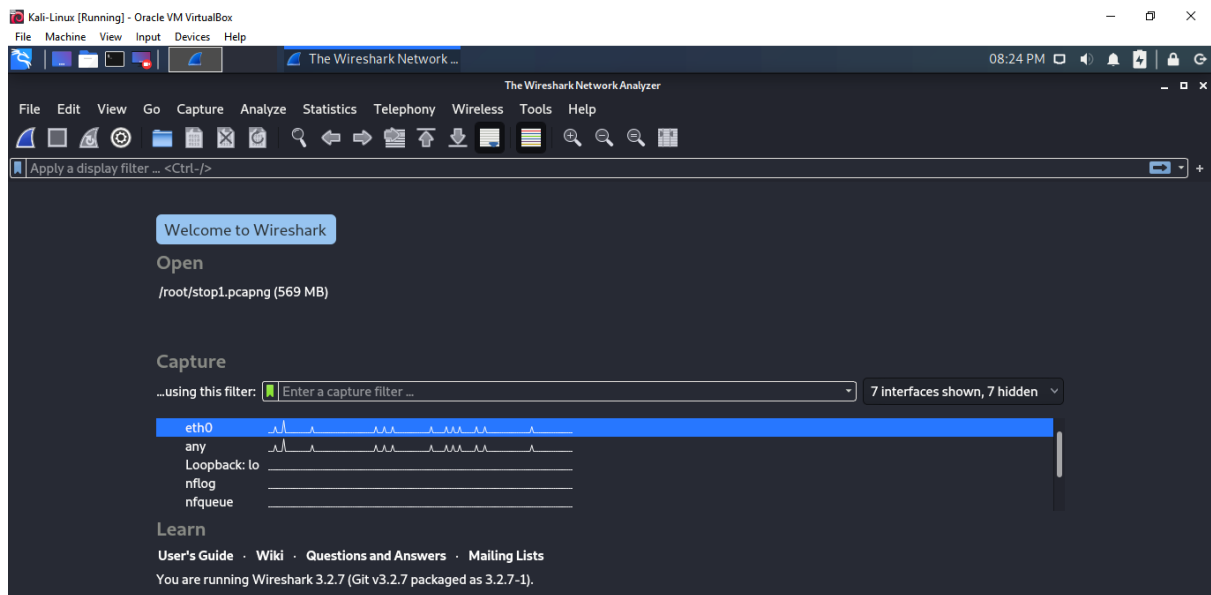 Kali-Linux [Running] - Oracle VM VirtualBox
File Machine View Input Devices Help
The Wireshark Network ... 08:24 PM
The Wireshark Network Analyzer
File Edit View Go Capture Analyze Statistics Telephony Wireless Tools Help
Apply a display filter ... <Ctrl-/>
Welcome to Wireshark
Open
/root/stop1.pcapng (569 MB)
Capture
...using this filter: Enter a capture filter ... 7 interfaces shown, 7 hidden
eth0
any
Loopback: lo
nflog
nfqueue
Learn
User's Guide · Wiki · Questions and Answers · Mailing Lists
You are running Wireshark 3.2.7 (Git v3.2.7 packaged as 3.2.7-1).